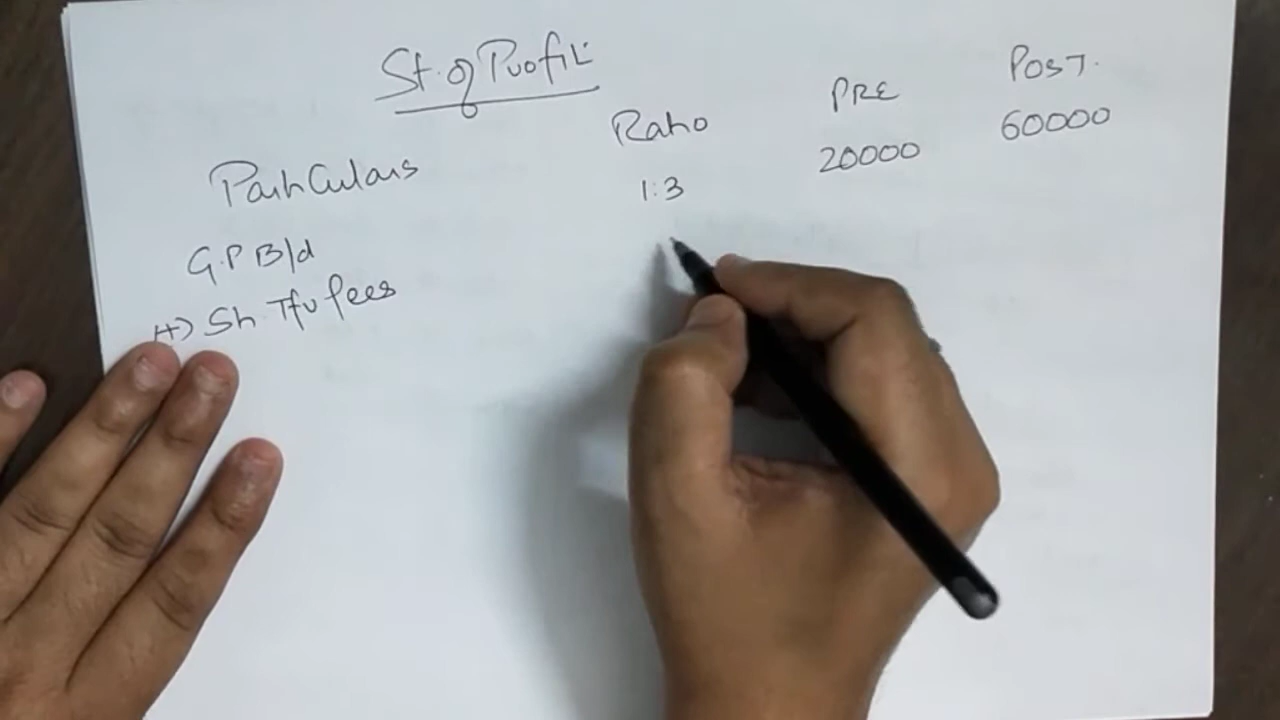 St. of Profit
Particulars Ratio PRE POST.
G.P B/d 1:3 20000 60000
(+) Sh Tfr fees